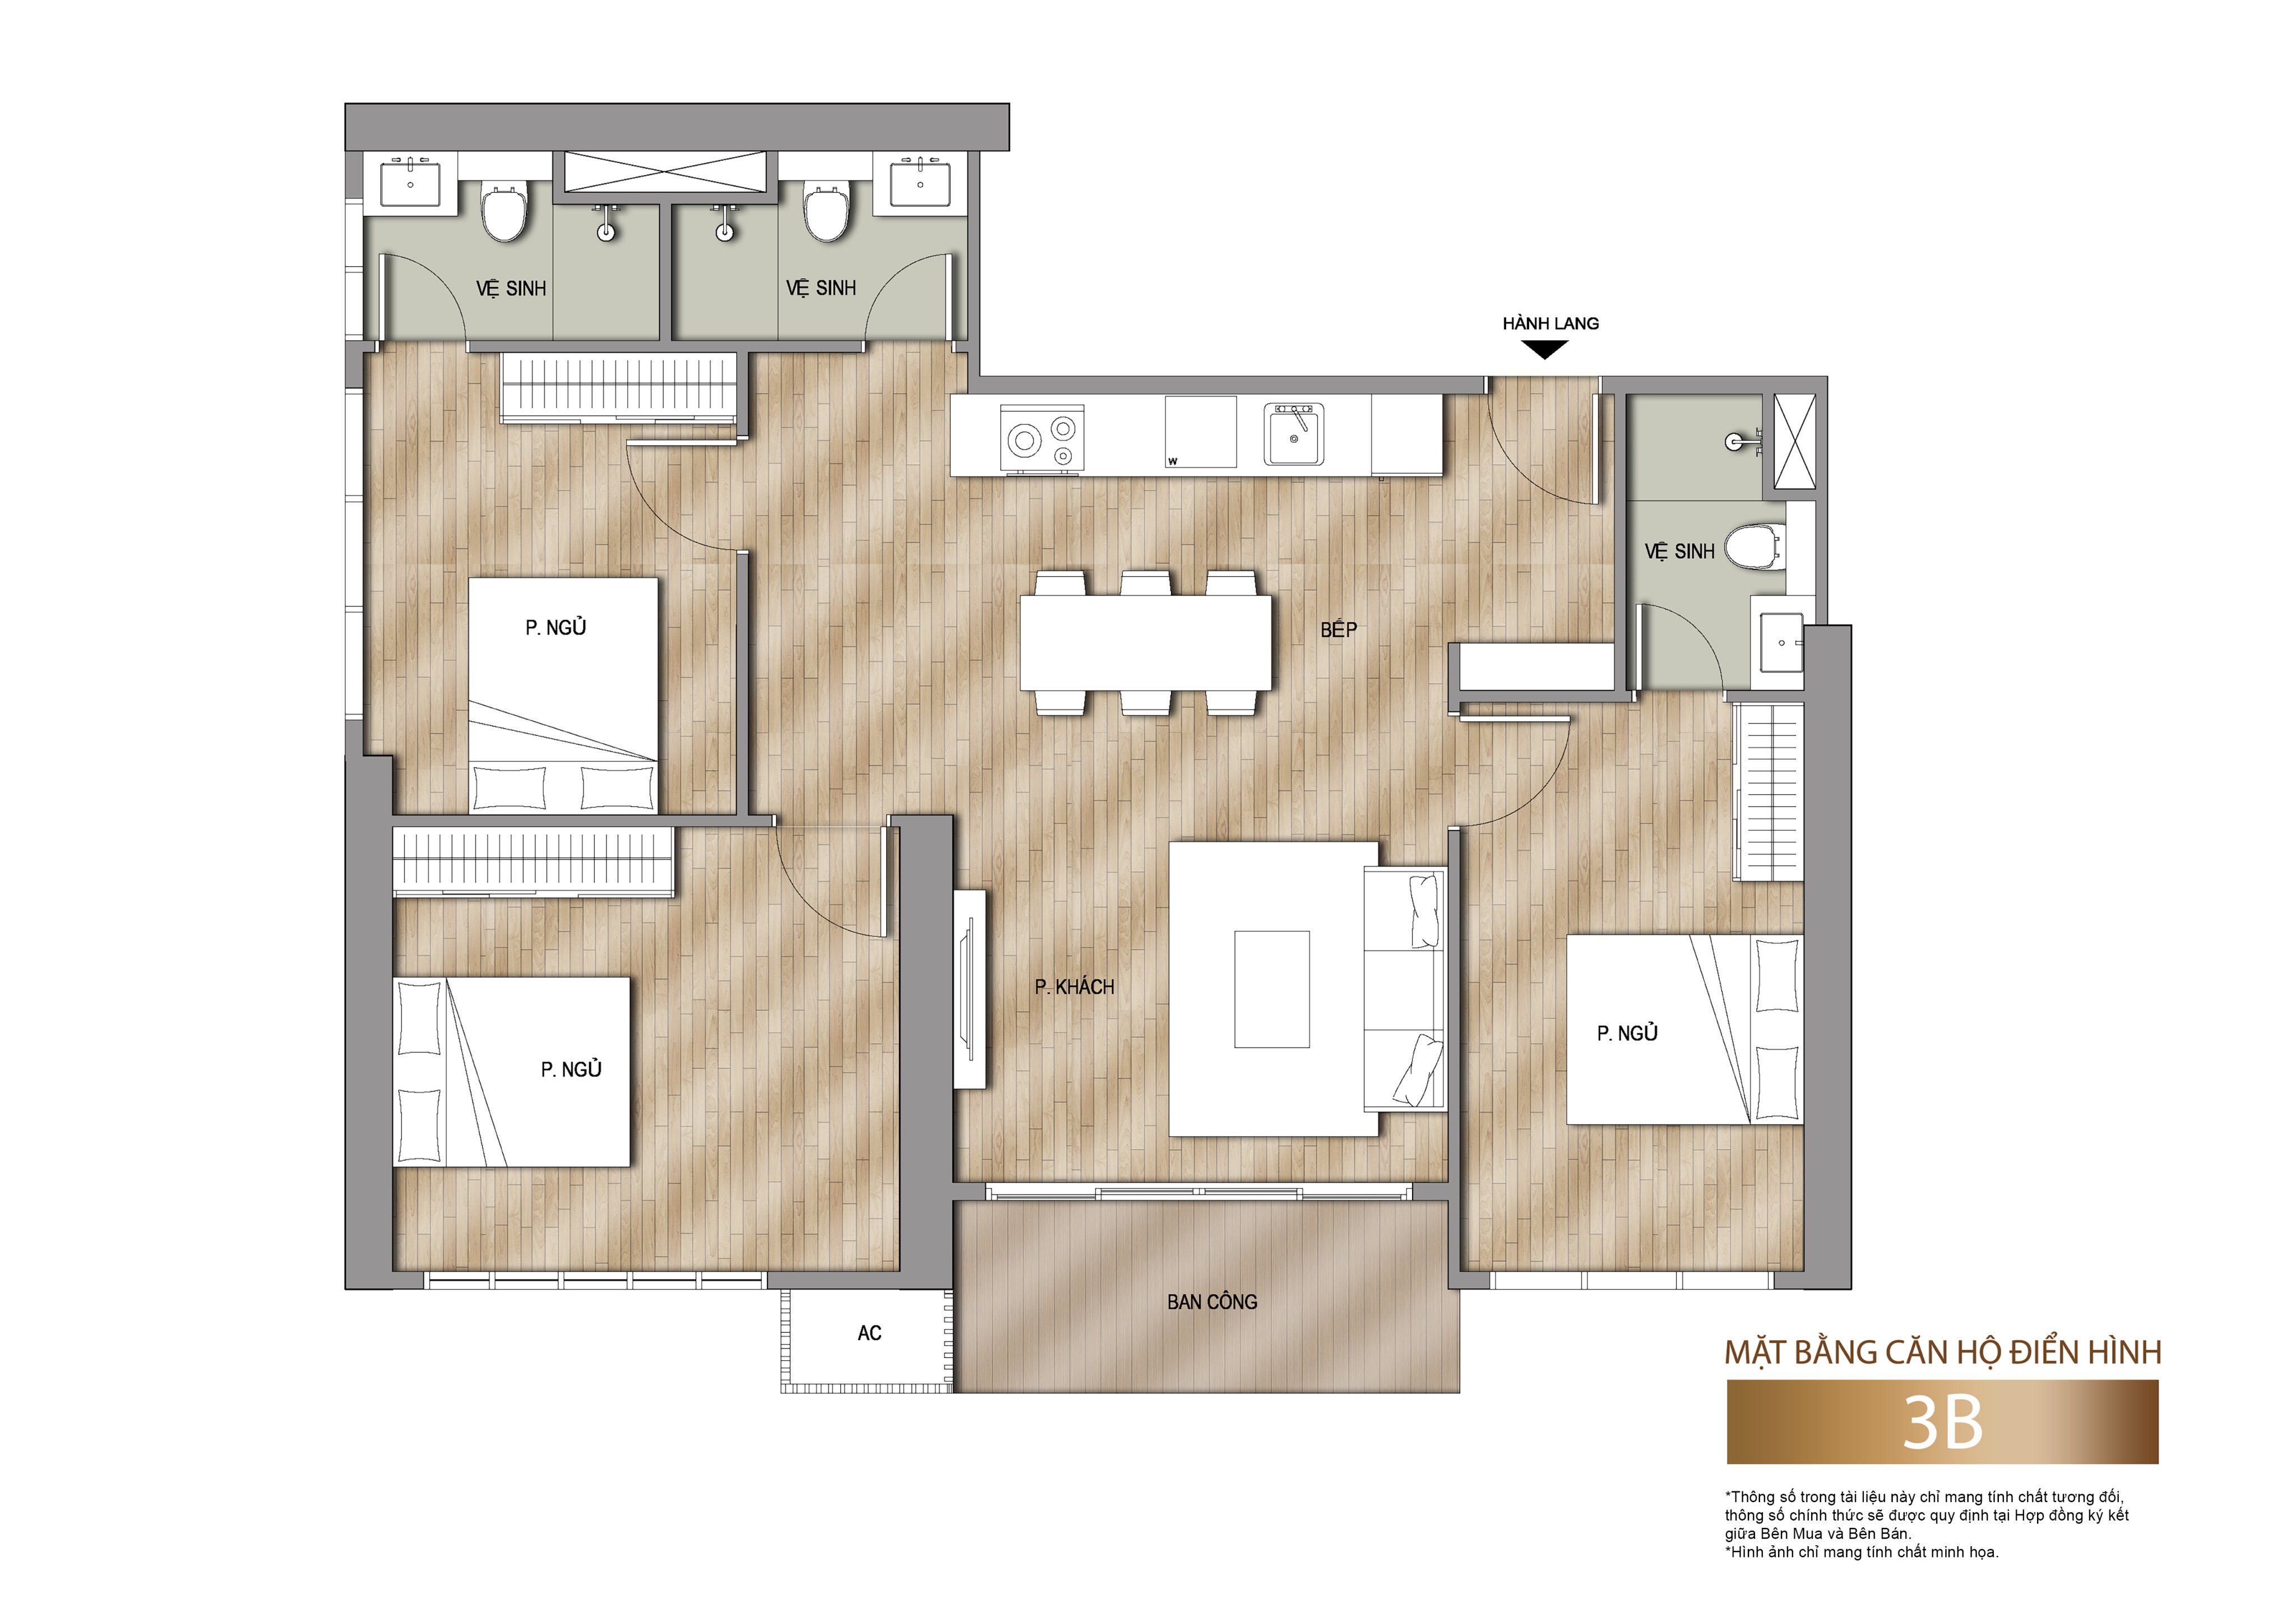 VỆ SINH
VỆ SINH
HÀNH LANG
W
VỆ SINH
P. NGỦ
BẾP
P. KHÁCH
P. NGỦ
P. NGỦ
BAN CÔNG
AC
MẶT BẰNG CĂN HỘ ĐIỂN HÌNH
3B
*Thông số trong tài liệu này chỉ mang tính chất tương đối,
thông số chính thức sẽ được quy định tại Hợp đồng ký kết
giữa Bên Mua và Bên Bán.
*Hình ảnh chỉ mang tính chất minh họa.